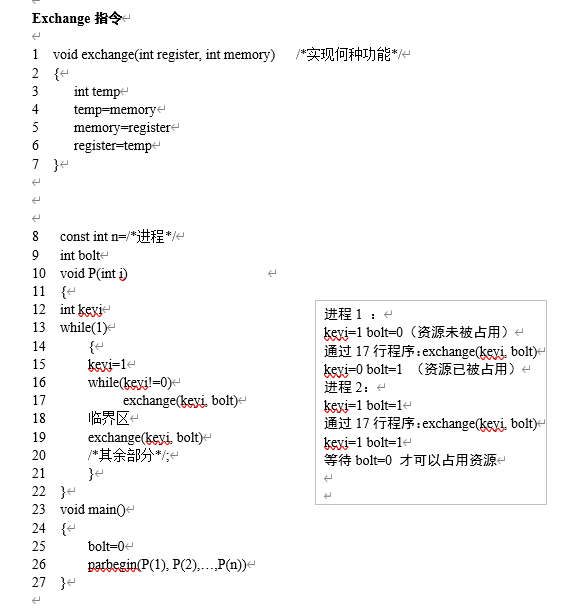 Exchange 指令
1 void exchange(int register, int memory) /*实现何种功能*/
2 {
3 int temp
4 temp=memory
5 memory=register
6 register=temp
7 }
8 const int n=/*进程*/
9 int bolt
10 void P(int i)
11 {
12 int keyi
13 while(1)
14 {
15 keyi=1
16 while(keyi!=0)
17 exchange(keyi, bolt)
18 临界区
19 exchange(keyi, bolt)
20 /*其余部分*/;
21 }
22 }
23 void main()
24 {
25 bolt=0
26 parbegin(P(1), P(2),…,P(n))
27 }
进程 1 ：
keyi=1 bolt=0（资源未被占用）
通过 17 行程序：exchange(keyi, bolt)
keyi=0 bolt=1 （资源已被占用）
进程 2：
keyi=1 bolt=1
通过 17 行程序：exchange(keyi, bolt)
keyi=1 bolt=1
等待 bolt=0 才可以占用资源